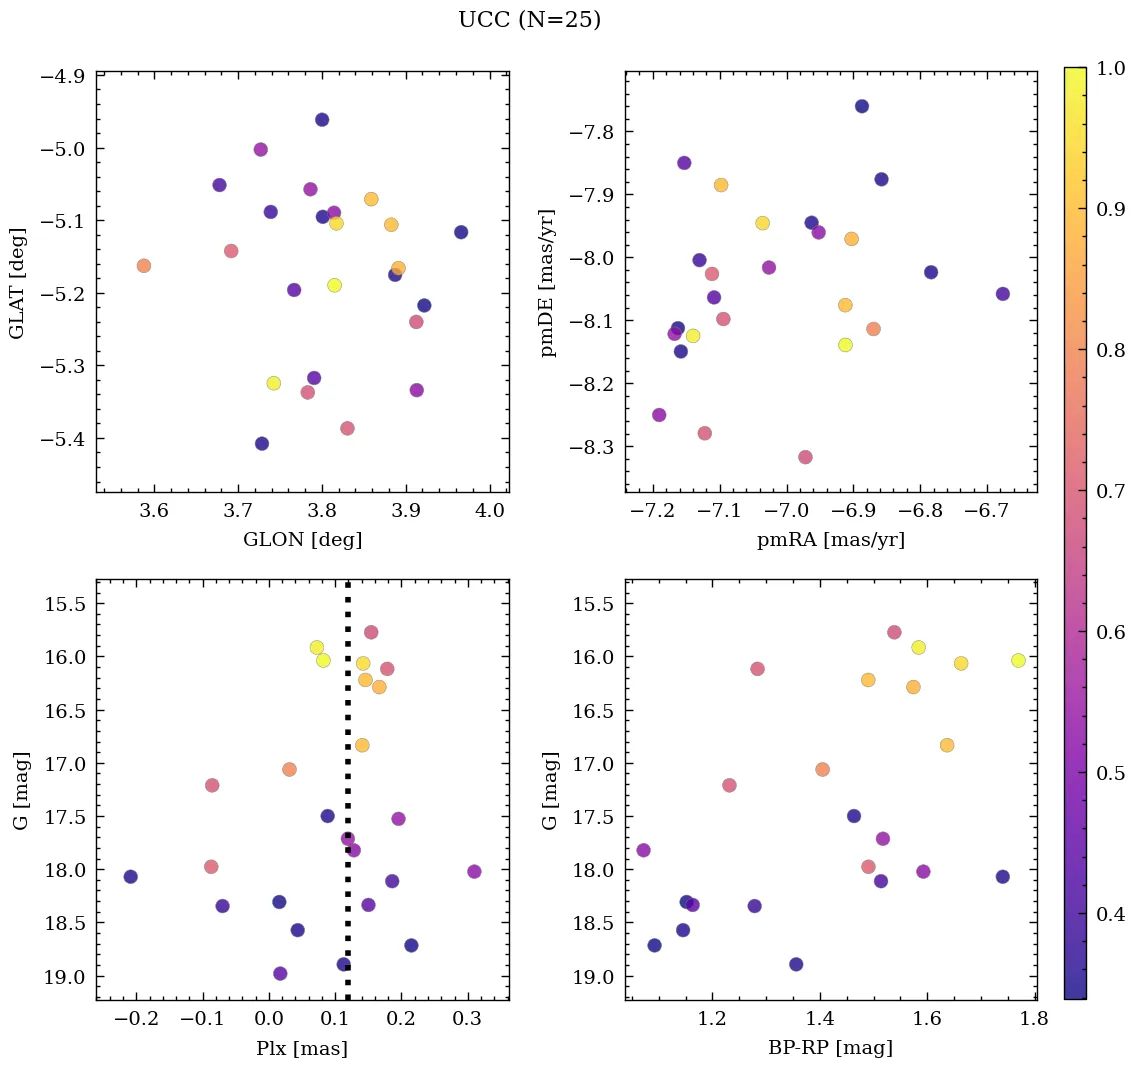 UCC (N=25)
−4.9
−5.0
−5.1
−5.2
−5.3
−5.4
GLAT [deg]
3.6 3.7 3.8 3.9 4.0
GLON [deg]
−7.8
−7.9
−8.0
−8.1
−8.2
−8.3
pmDE [mas/yr]
−7.2 −7.1 −7.0 −6.9 −6.8 −6.7
pmRA [mas/yr]
15.5
16.0
16.5
17.0
17.5
18.0
18.5
19.0
G [mag]
−0.2 −0.1 0.0 0.1 0.2 0.3
Plx [mas]
15.5
16.0
16.5
17.0
17.5
18.0
18.5
19.0
G [mag]
1.2 1.4 1.6 1.8
BP-RP [mag]
1.0
0.9
0.8
0.7
0.6
0.5
0.4